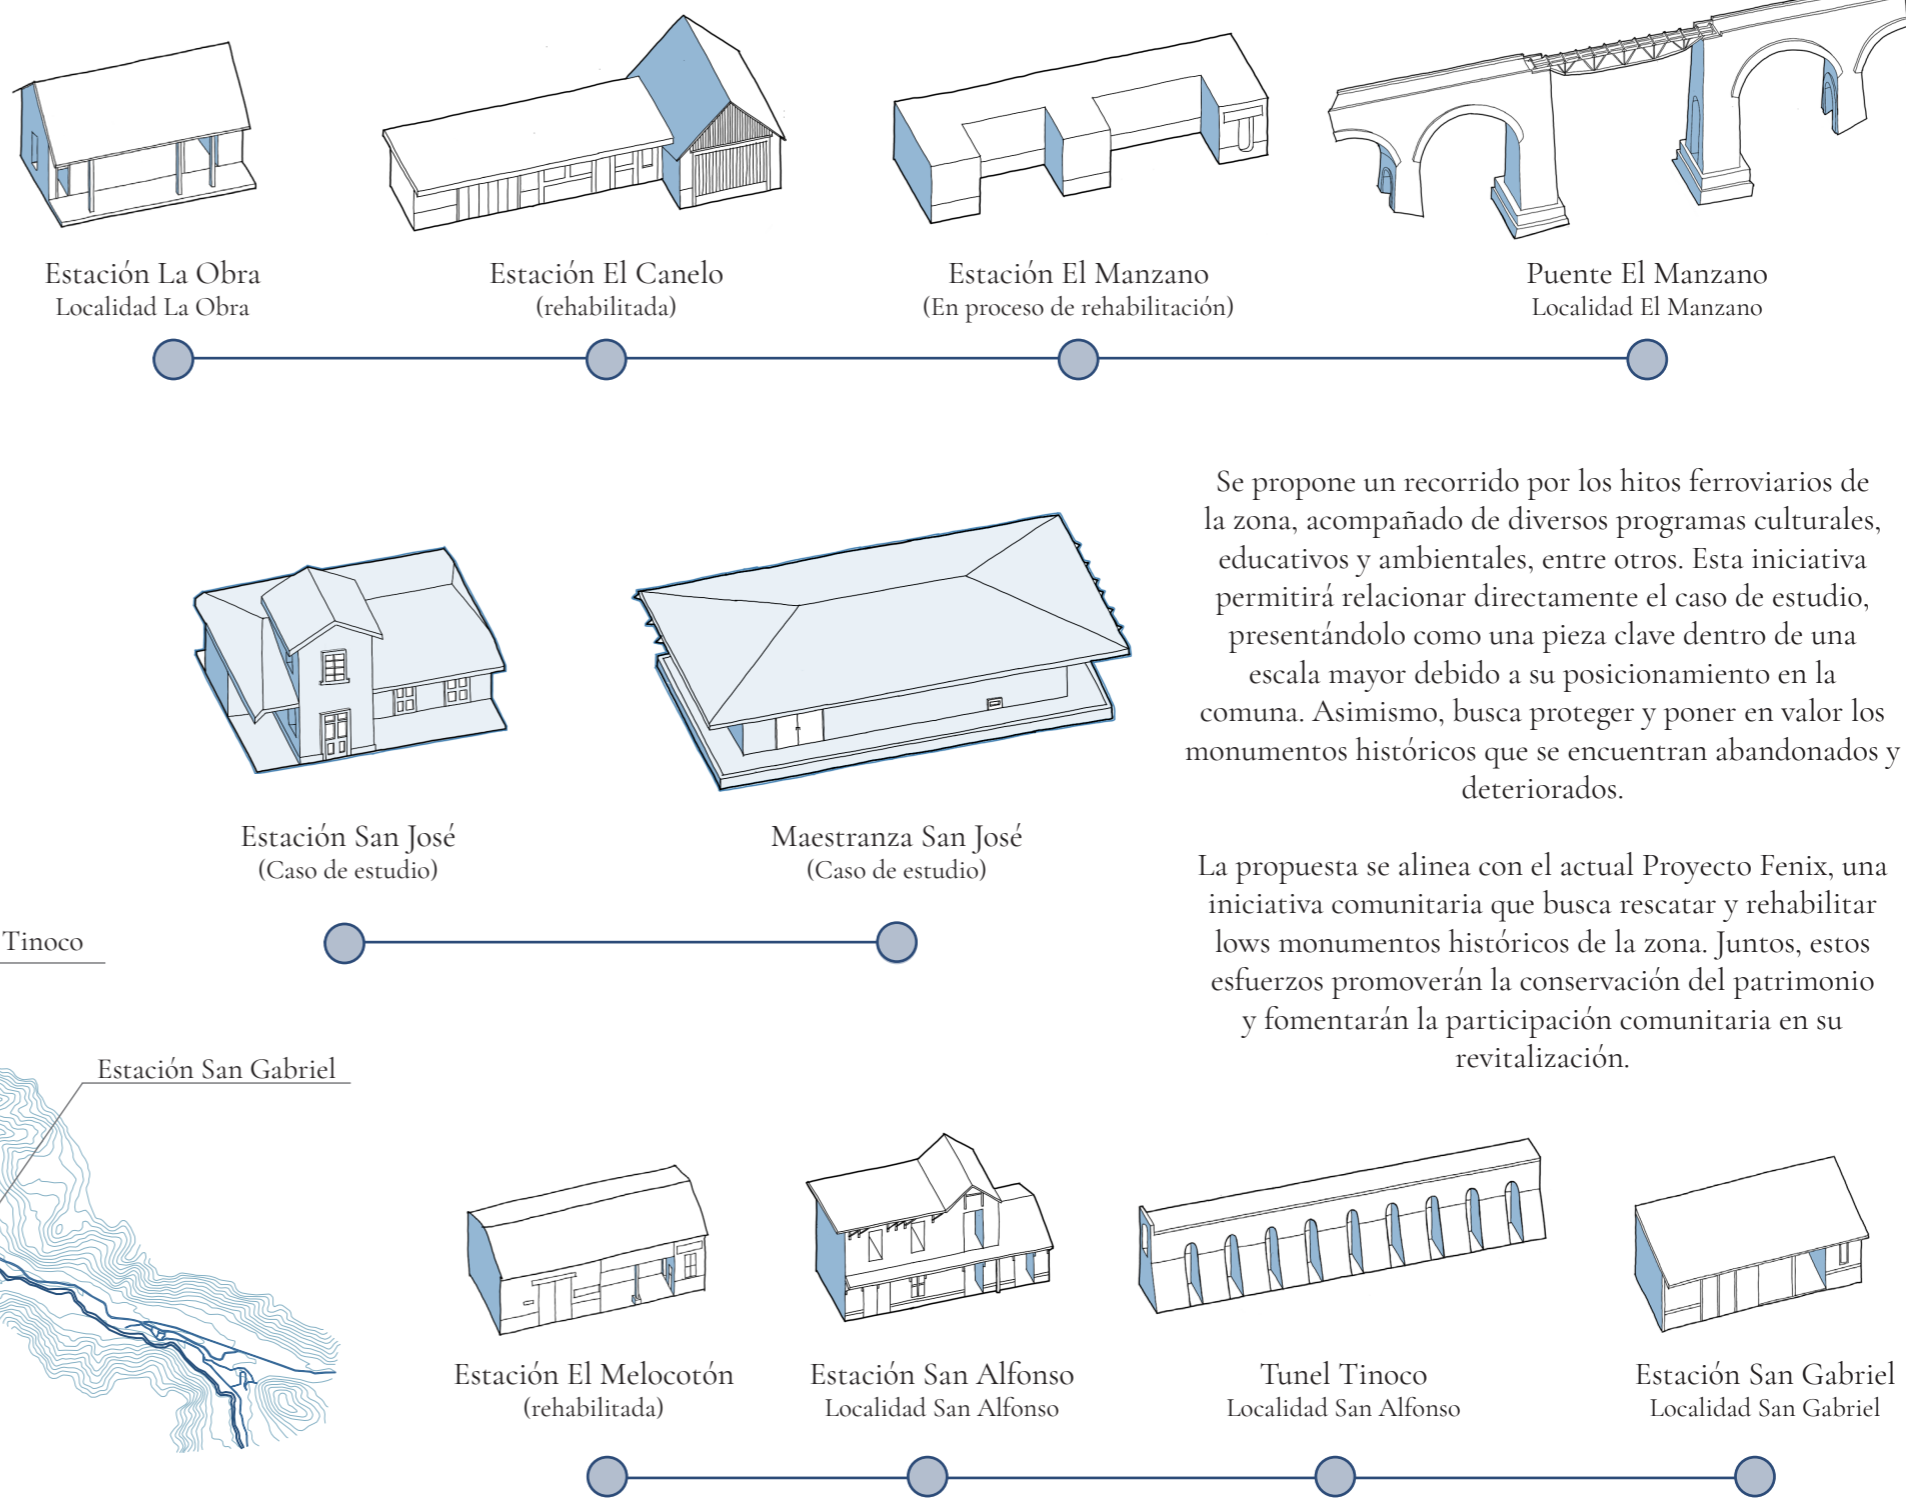 Estación La Obra
Localidad La Obra
Estación El Canelo
(rehabilitada)
Estación El Manzano
(En proceso de rehabilitación)
Puente El Manzano
Localidad El Manzano
Se propone un recorrido por los hitos ferroviarios de
la zona, acompañado de diversos programas culturales,
educativos y ambientales, entre otros. Esta iniciativa
permitirá relacionar directamente el caso de estudio,
presentándolo como una pieza clave dentro de una
escala mayor debido a su posicionamiento en la
comuna. Asimismo, busca proteger y poner en valor los
monumentos históricos que se encuentran abandonados y
deteriorados.
Estación San José
(Caso de estudio)
Maestranza San José
(Caso de estudio)
La propuesta se alinea con el actual Proyecto Fenix, una
iniciativa comunitaria que busca rescatar y rehabilitar
lows monumentos históricos de la zona. Juntos, estos
esfuerzos promoverán la conservación del patrimonio
y fomentarán la participación comunitaria en su
revitalización.
Tinoco
Estación San Gabriel
Estación El Melocotón
(rehabilitada)
Estación San Alfonso
Localidad San Alfonso
Tunel Tinoco
Localidad San Alfonso
Estación San Gabriel
Localidad San Gabriel